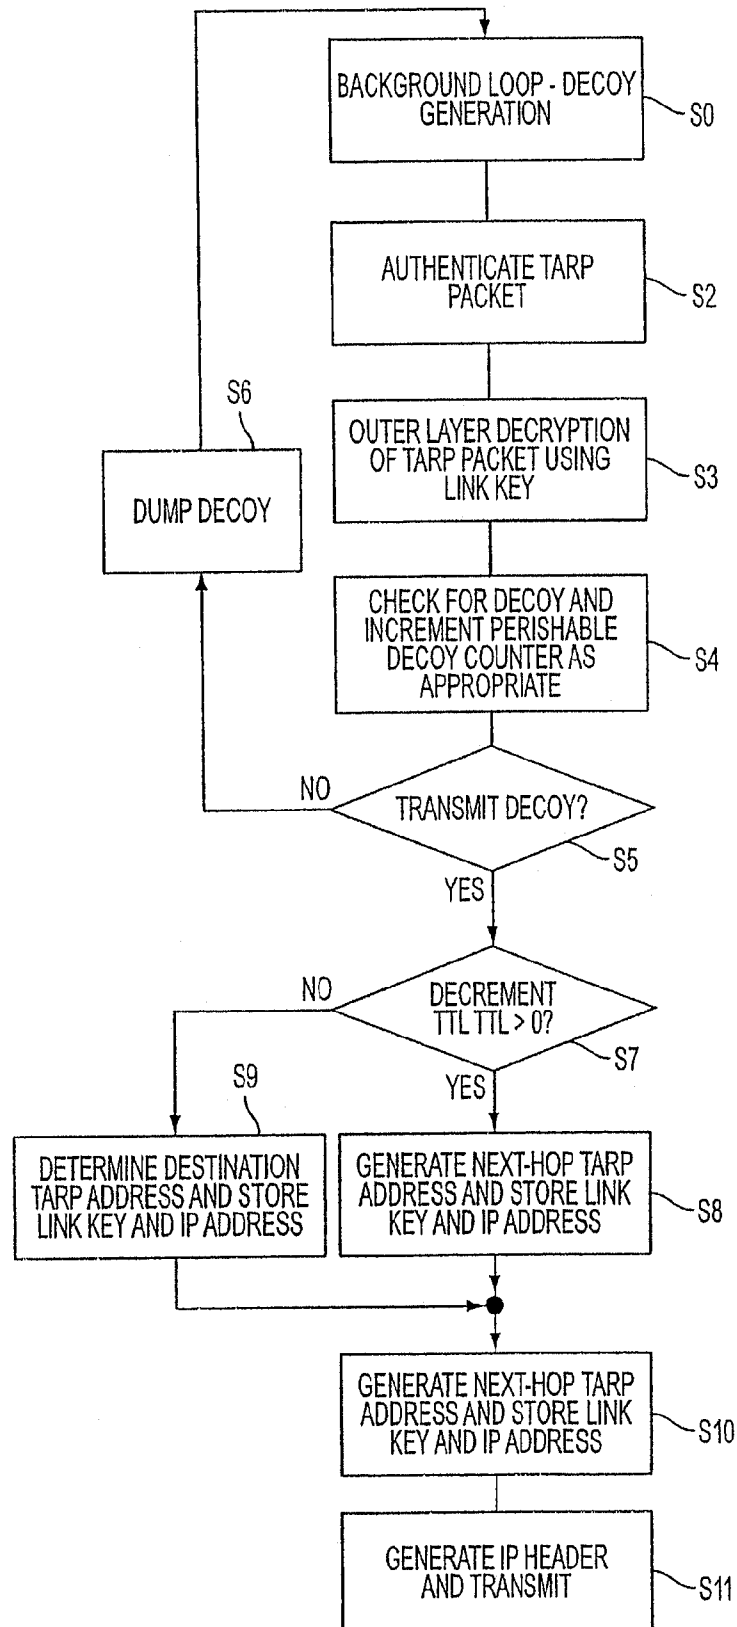 BACKGROUND LOOP - DECOY
GENERATION
S0
AUTHENTICATE TARP
PACKET
S2
OUTER LAYER DECRYPTION
OF TARP PACKET USING
LINK KEY
S3
S6
DUMP DECOY
CHECK FOR DECOY AND
INCREMENT PERISHABLE
DECOY COUNTER AS
APPROPRIATE
S4
NO
TRANSMIT DECOY?
S5
YES
NO
DECREMENT
TTL TTL > 0?
S7
YES
S9
DETERMINE DESTINATION
TARP ADDRESS AND STORE
LINK KEY AND IP ADDRESS
GENERATE NEXT-HOP TARP
ADDRESS AND STORE LINK
KEY AND IP ADDRESS
S8
GENERATE NEXT-HOP TARP
ADDRESS AND STORE LINK
KEY AND IP ADDRESS
S10
GENERATE IP HEADER
AND TRANSMIT
S11